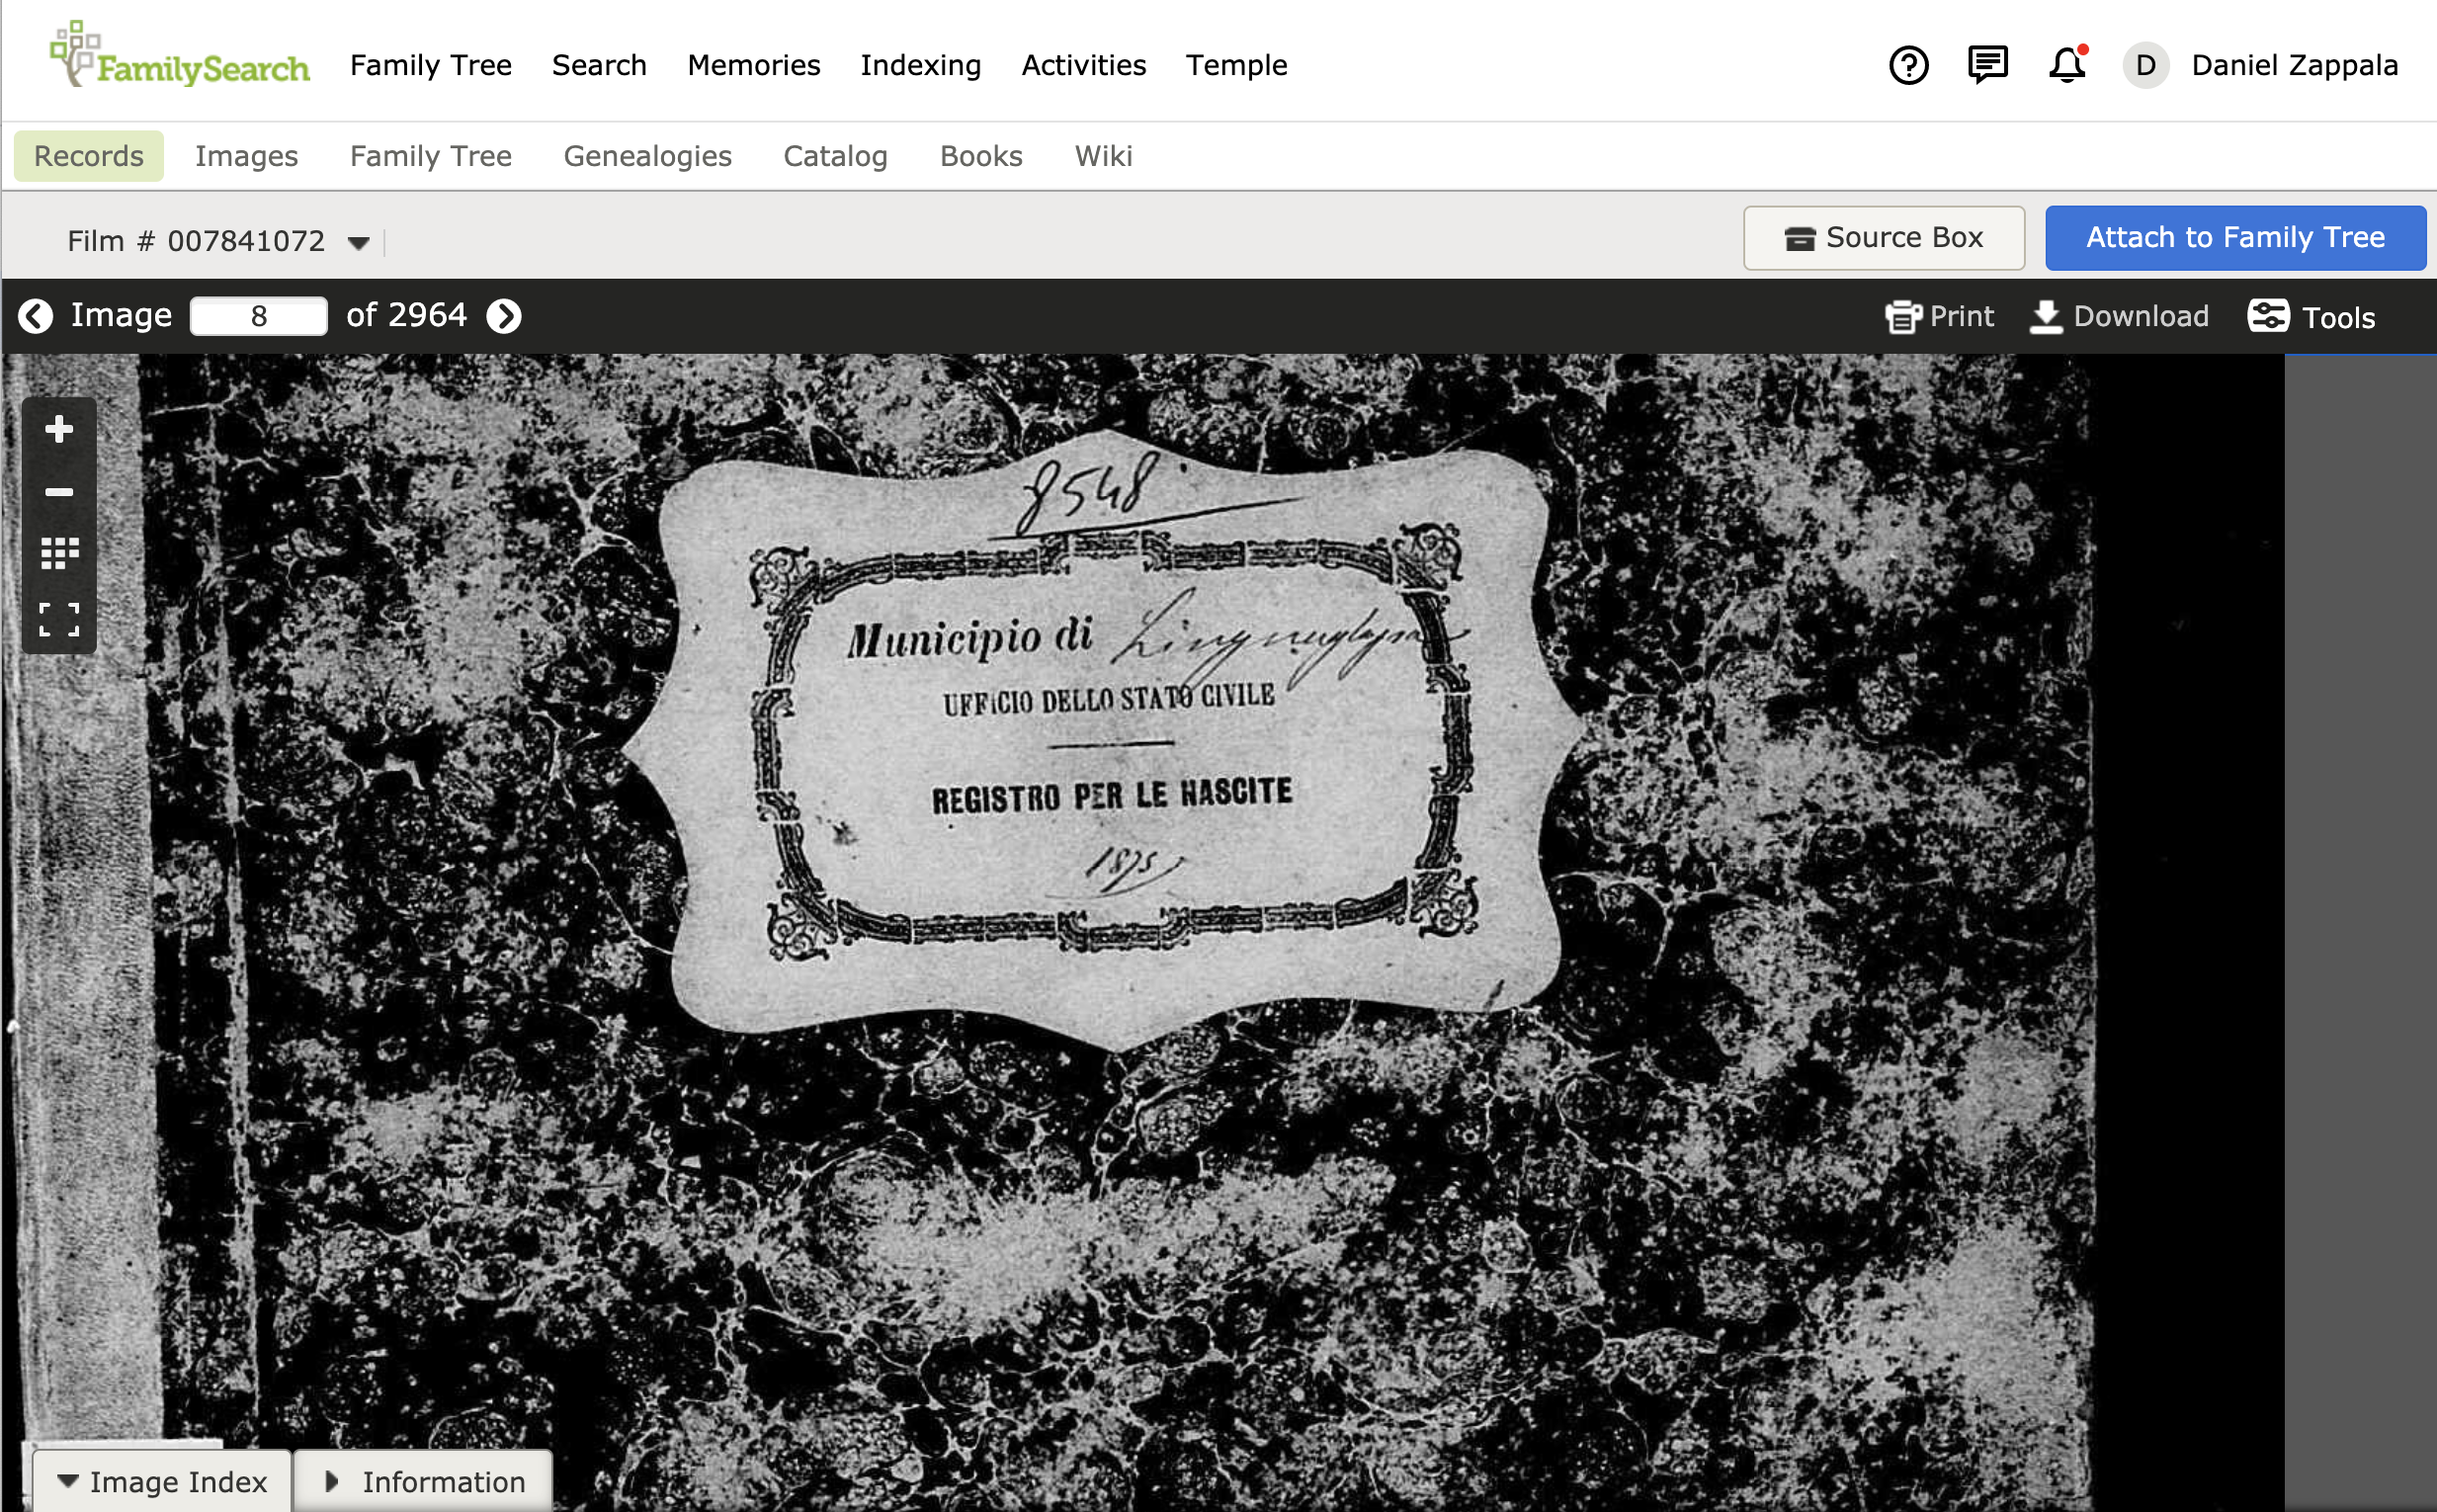 FamilySearch
Family Tree Search Memories Indexing Activities Temple
D Daniel Zappala
Records Images Family Tree Genealogies Catalog Books Wiki
Film # 007841072
Source Box Attach to Family Tree
Image 8 of 2964
Print Download Tools
8548
Municipio di
UFFICIO DELLO STATO CIVILE
REGISTRO PER LE NASCITE
1875
Image Index Information